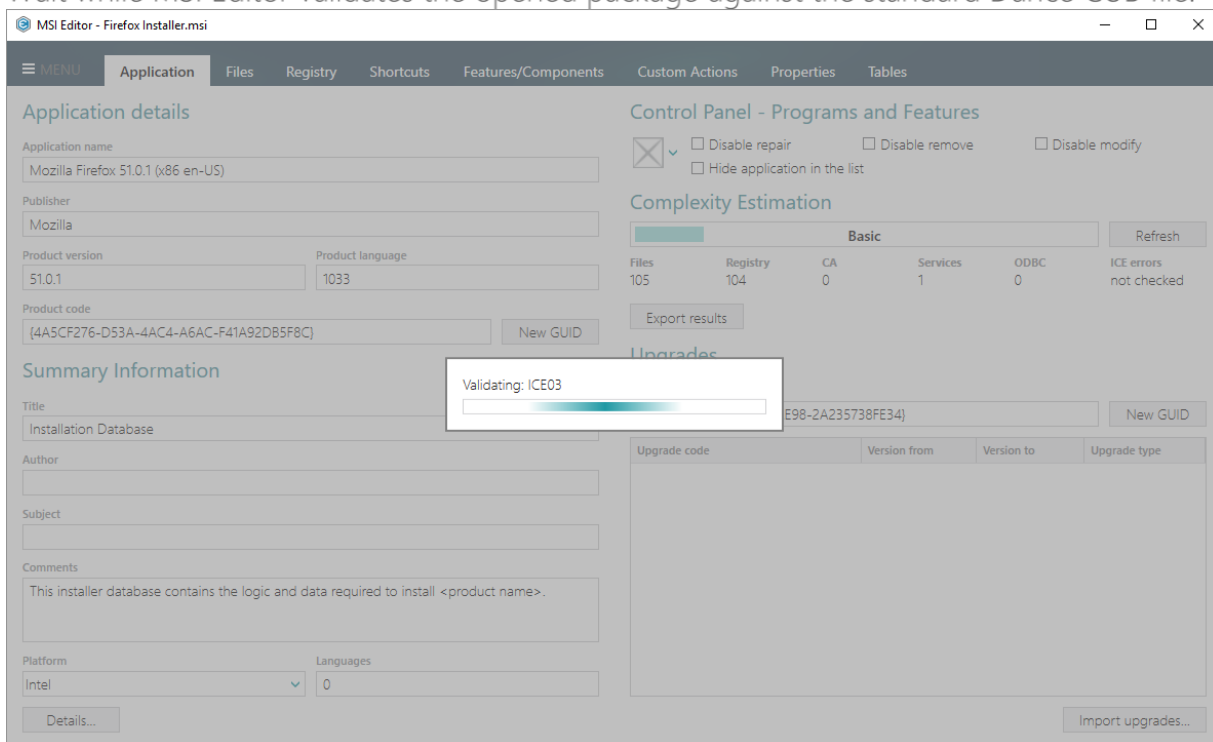 Wait while MSI Editor validates the opened package against the standard Darice CUB file.
MSI Editor - Firefox Installer.msi
MENU Application Files Registry Shortcuts Features/Components Custom Actions Properties Tables
Application details
Application name
Mozilla Firefox 51.0.1 (x86 en-US)
Publisher
Mozilla
Product version Product language
51.0.1 1033
Product code
{4A5CF276-D53A-4AC4-A6AC-F41A92DB5F8C} New GUID
Summary Information
Title
Installation Database
Author
Subject
Comments
This installer database contains the logic and data required to install <product name>.
Platform Languages
Intel 0
Details...
Control Panel - Programs and Features
Disable repair Disable remove Disable modify
Hide application in the list
Complexity Estimation
Basic Refresh
Files Registry CA Services ODBC ICE errors
105 104 0 1 0 not checked
Export results
Upgrades
Validating: ICE03
E98-2A235738FE34} New GUID
Upgrade code Version from Version to Upgrade type
Import upgrades...